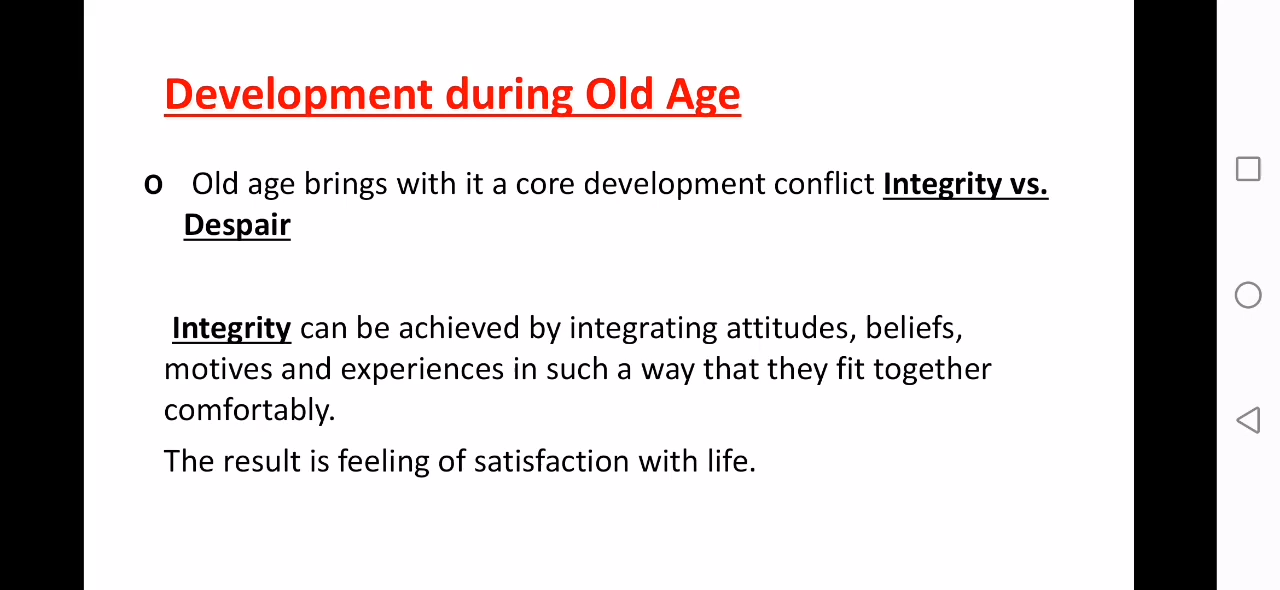 Development during Old Age
o Old age brings with it a core development conflict Integrity vs.
Despair
Integrity can be achieved by integrating attitudes, beliefs,
motives and experiences in such a way that they fit together
comfortably.
The result is feeling of satisfaction with life.